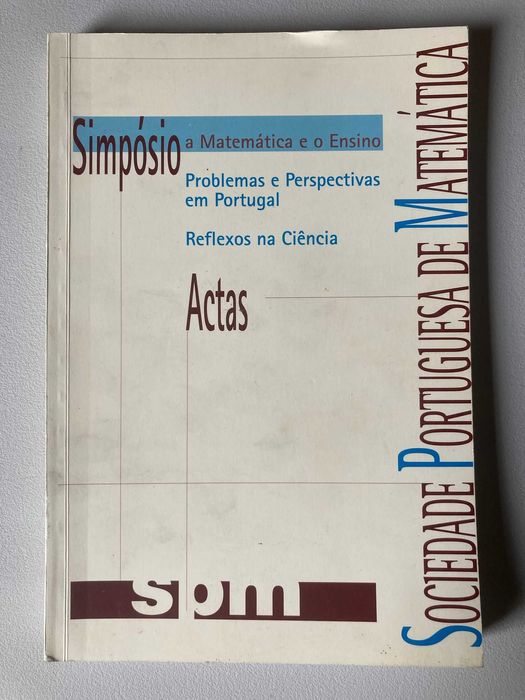 Simpósio
a Matemática e o Ensino
Problemas e Perspectivas
em Portugal
Reflexos na Ciência
Actas
SOCIEDADE PORTUGUESA DE MATEMÁTICA
spm